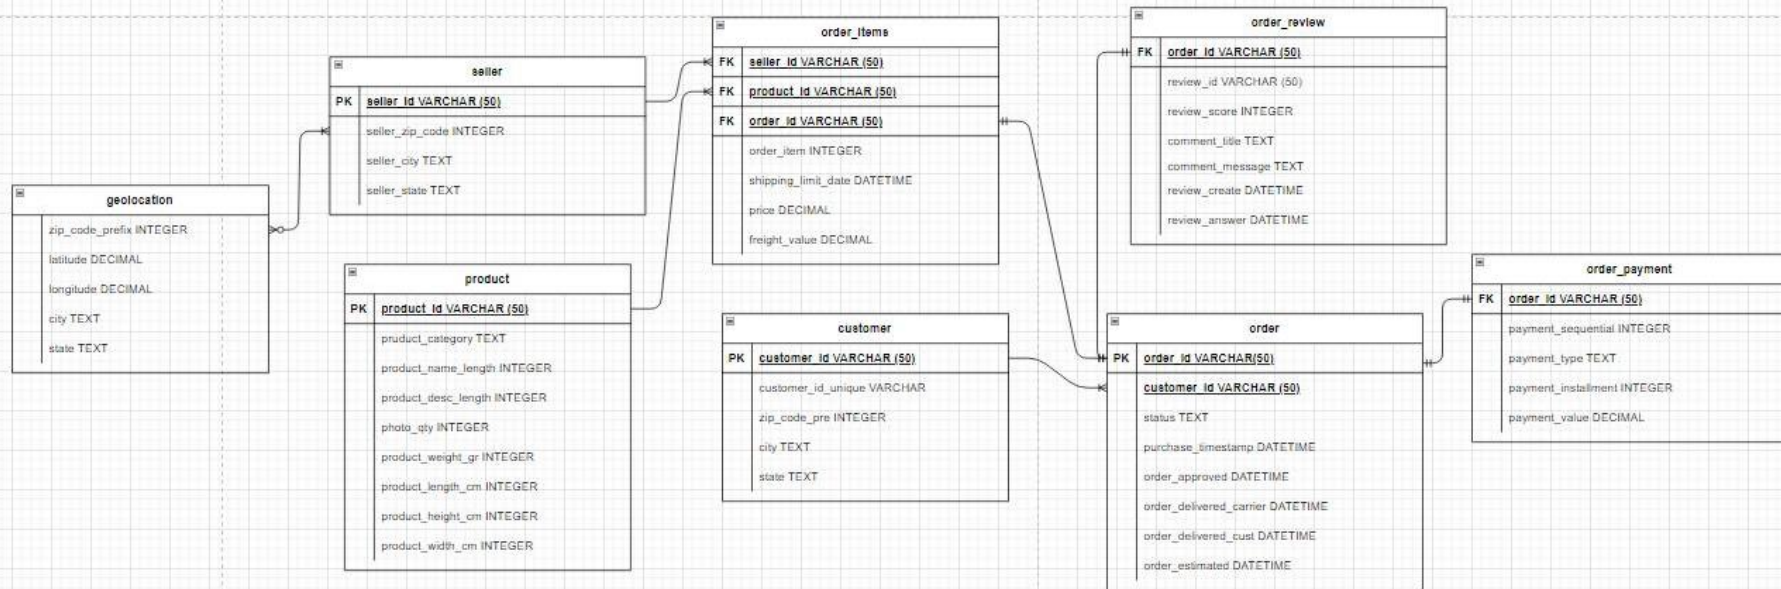 geolocation
zip_code_prefix INTEGER
latitude DECIMAL
longitude DECIMAL
city TEXT
state TEXT
seller
PK seller_id VARCHAR (50)
seller_zip_code INTEGER
seller_city TEXT
seller_state TEXT
product
PK product_id VARCHAR (50)
pruduct_category TEXT
product_name_length INTEGER
product_desc_length INTEGER
photo_qty INTEGER
product_weight_gr INTEGER
product_length_cm INTEGER
product_height_cm INTEGER
product_width_cm INTEGER
order_items
FK seller_id VARCHAR (50)
FK product_id VARCHAR (50)
FK order_id VARCHAR (50)
order_item INTEGER
shipping_limit_date DATETIME
price DECIMAL
freight_value DECIMAL
customer
PK customer_id VARCHAR (50)
customer_id_unique VARCHAR
zip_code_pre INTEGER
city TEXT
state TEXT
order_review
FK order_id VARCHAR (50)
review_id VARCHAR (50)
review_score INTEGER
comment_title TEXT
comment_message TEXT
review_create DATETIME
review_answer DATETIME
order
PK order_id VARCHAR(50)
customer_id VARCHAR (50)
status TEXT
purchase_timestamp DATETIME
order_approved DATETIME
order_delivered_carrier DATETIME
order_delivered_cust DATETIME
order_estimated DATETIME
order_payment
FK order_id VARCHAR (50)
payment_sequential INTEGER
payment_type TEXT
payment_installment INTEGER
payment_value DECIMAL